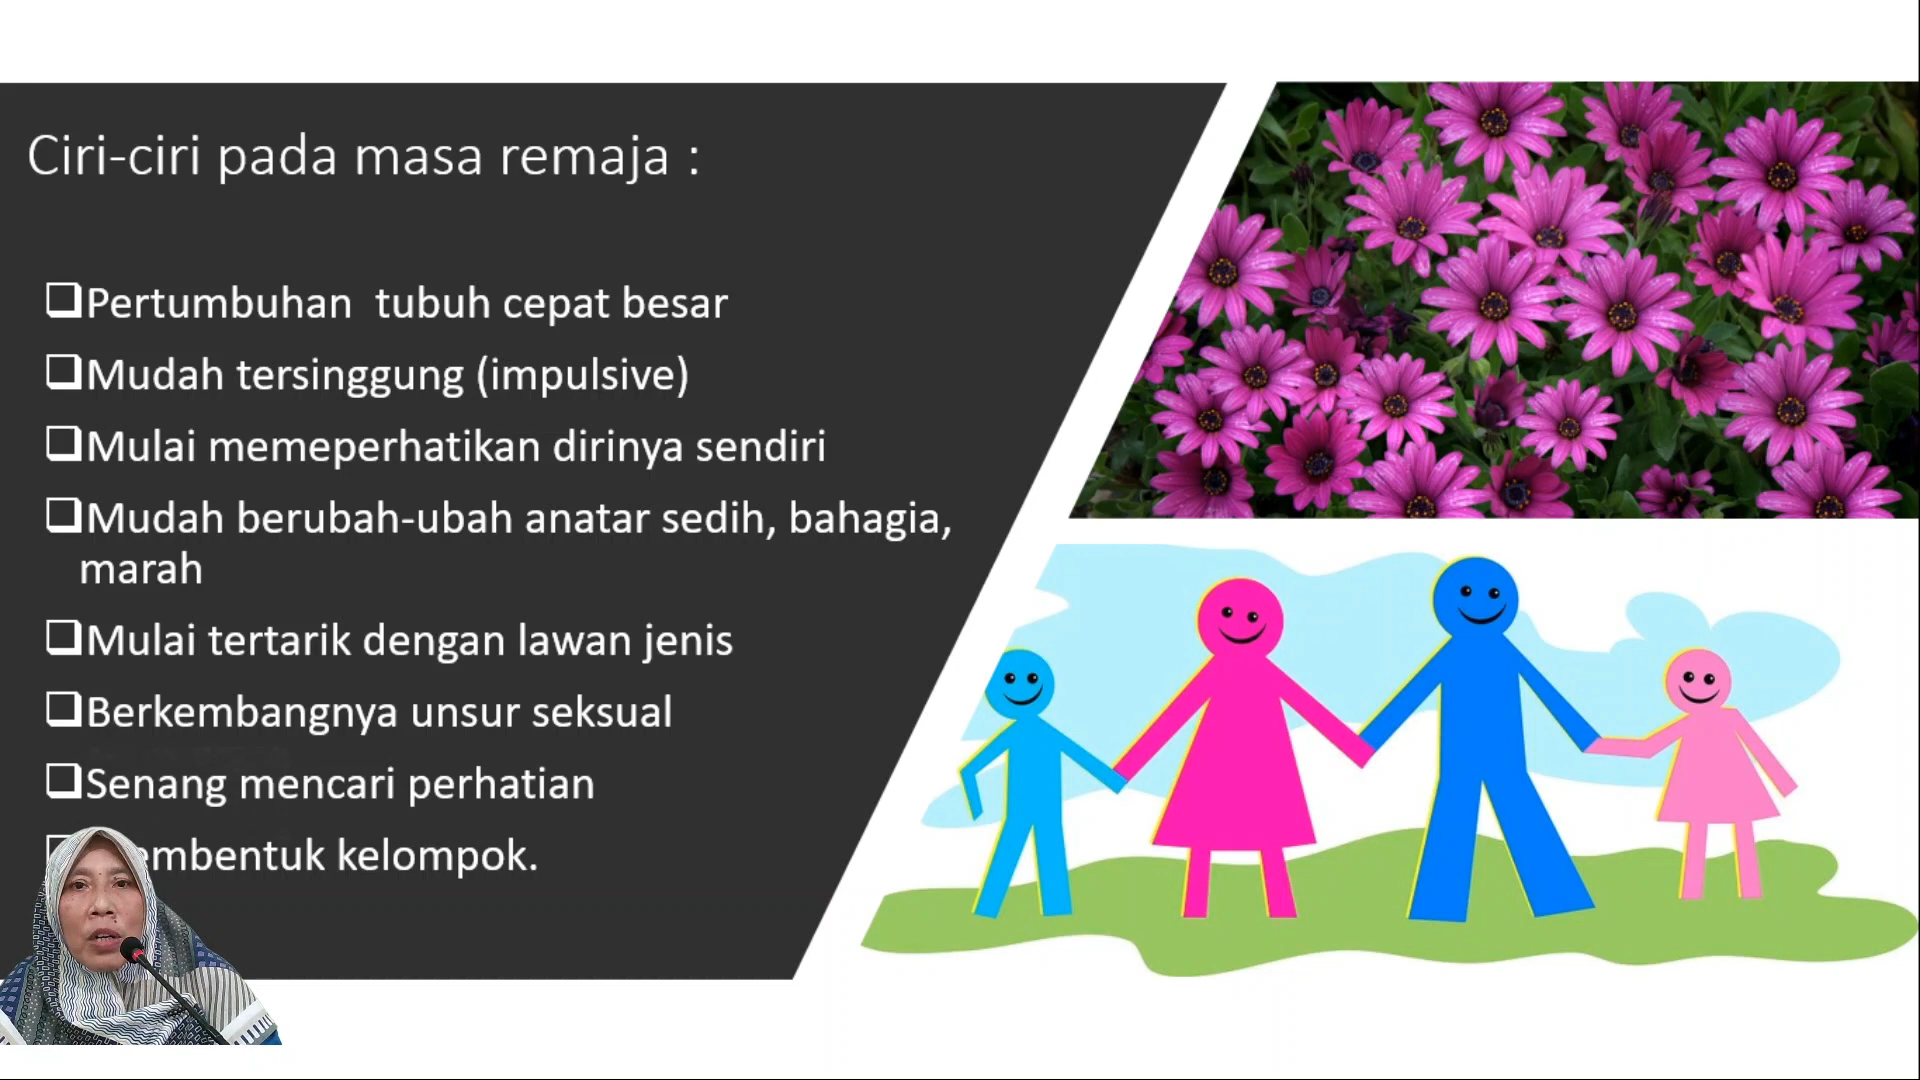 Ciri-ciri pada masa remaja :
Pertumbuhan tubuh cepat besar
Mudah tersinggung (impulsive)
Mulai memeperhatikan dirinya sendiri
Mudah berubah-ubah anatar sedih, bahagia,
marah
Mulai tertarik dengan lawan jenis
Berkembangnya unsur seksual
Senang mencari perhatian
kelompok.